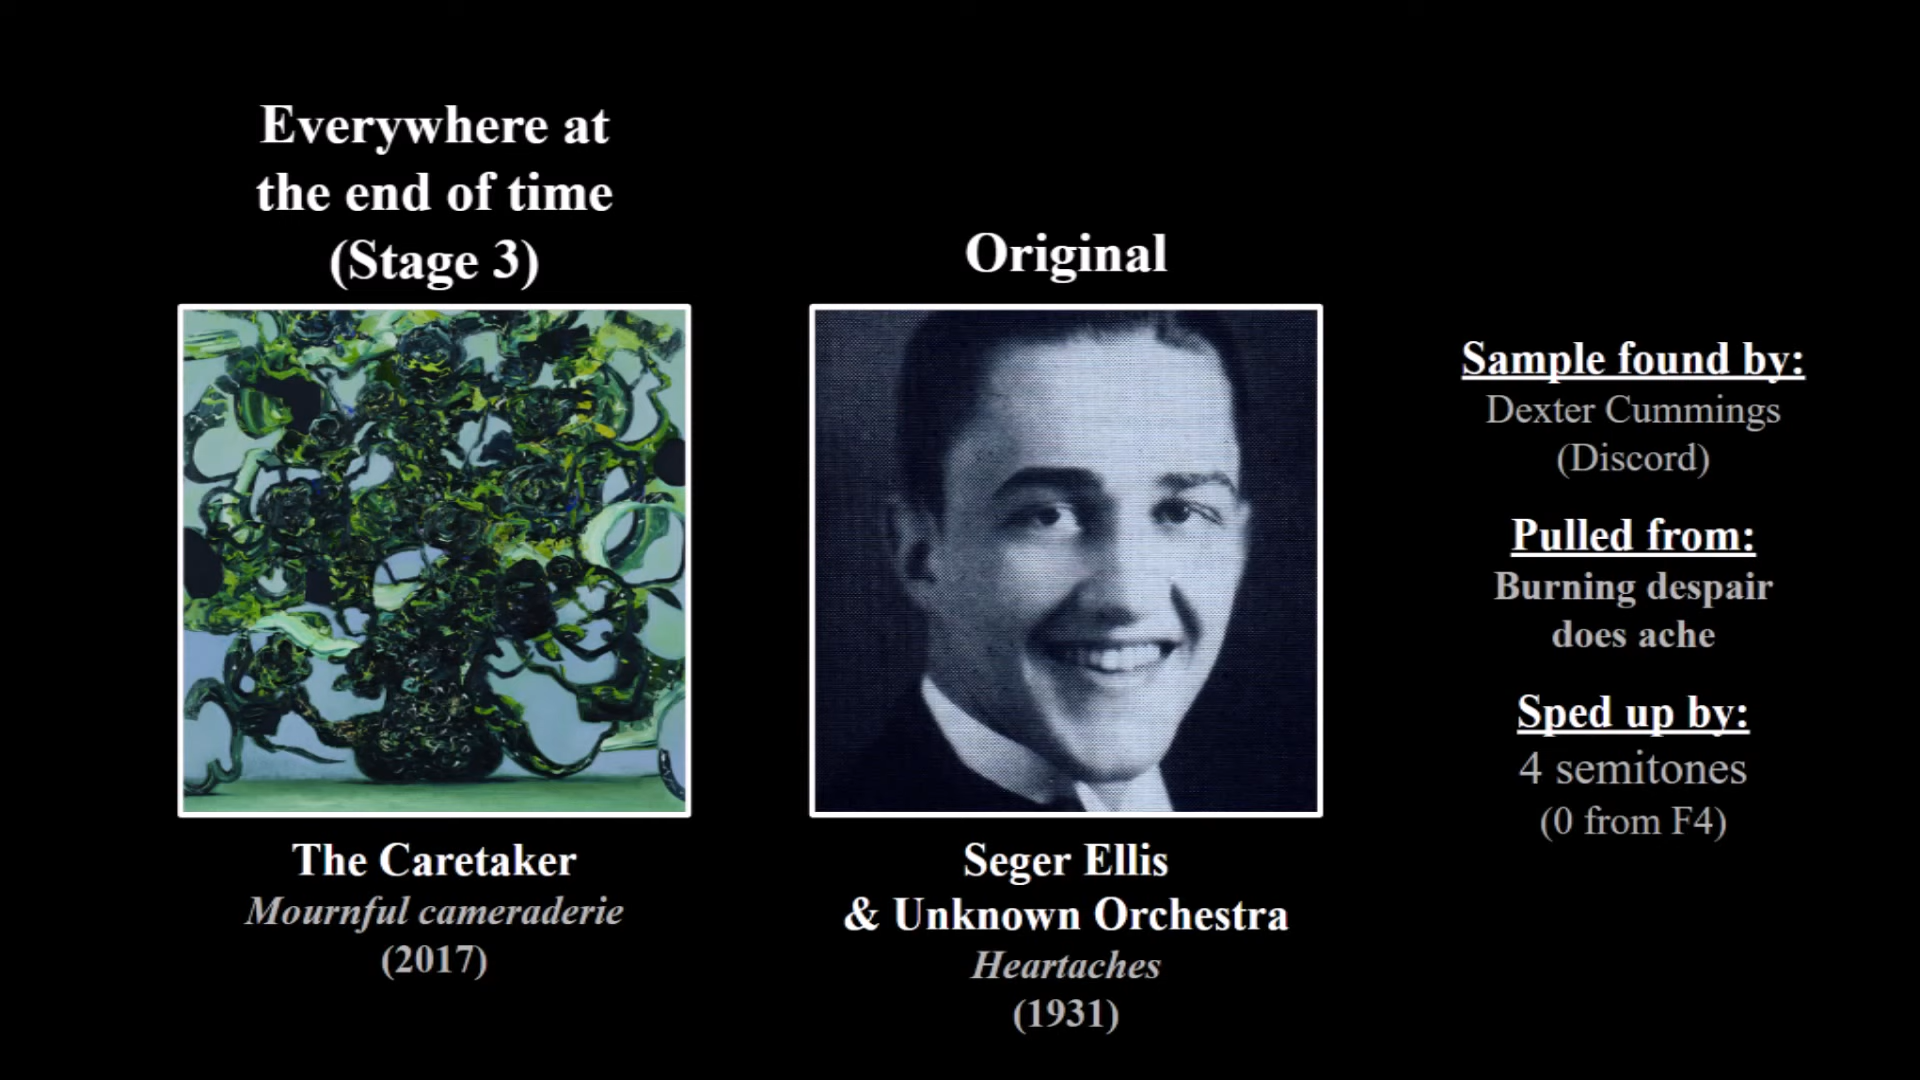 Everywhere at
the end of time
(Stage 3)
The Caretaker
Mournful cameraderie
(2017)
Original
Seger Ellis
& Unknown Orchestra
Heartaches
(1931)
Sample found by:
Dexter Cummings
(Discord)
Pulled from:
Burning despair
does ache
Sped up by:
4 semitones
(0 from F4)